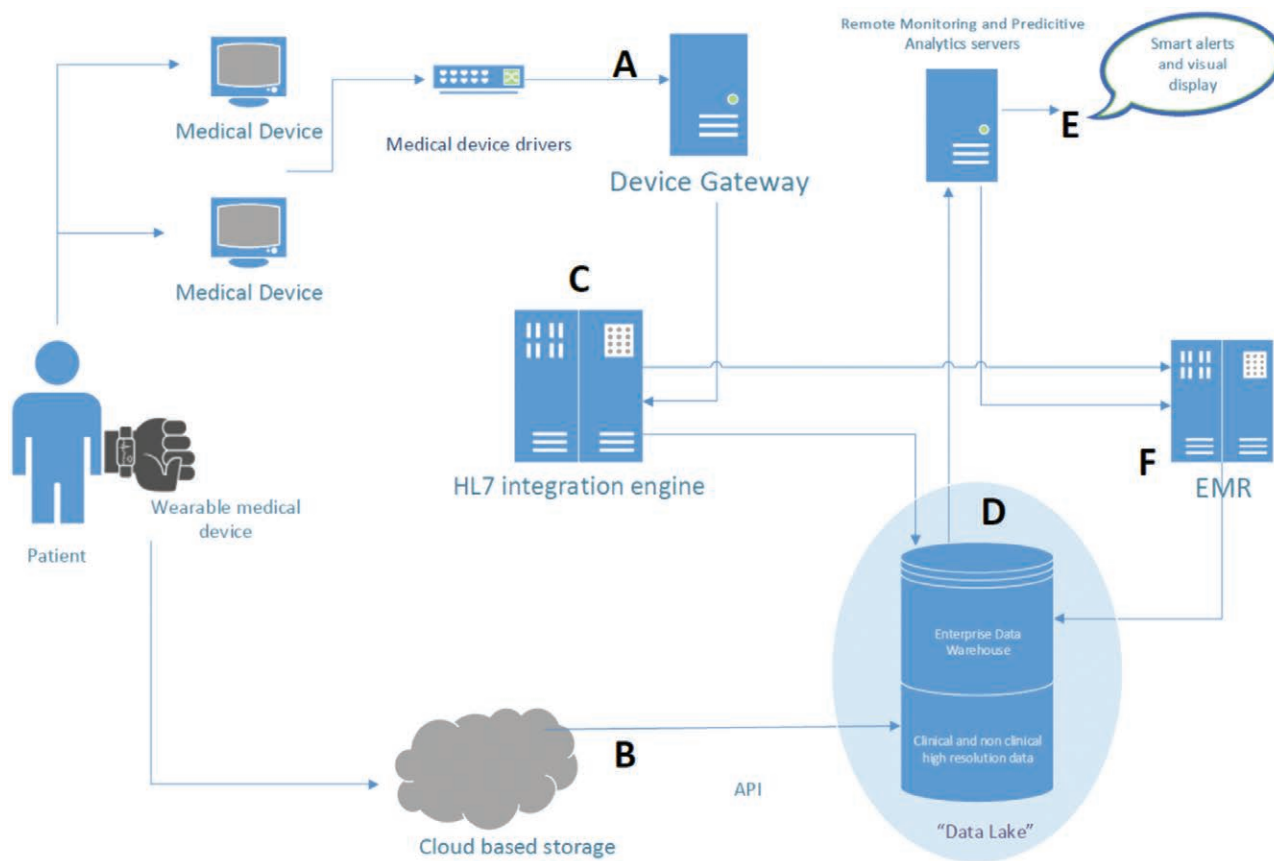 Remote Monitoring and Predicitive
Analytics servers
Smart alerts
and visual
display
A
E
Medical Device
Medical device drivers
Device Gateway
Medical Device
C
HL7 integration engine
F
EMR
D
Wearable medical
device
Patient
Enterprise Data
Warehouse
Clinical and non clinical
high resolution data
B
API
"Data Lake"
Cloud based storage